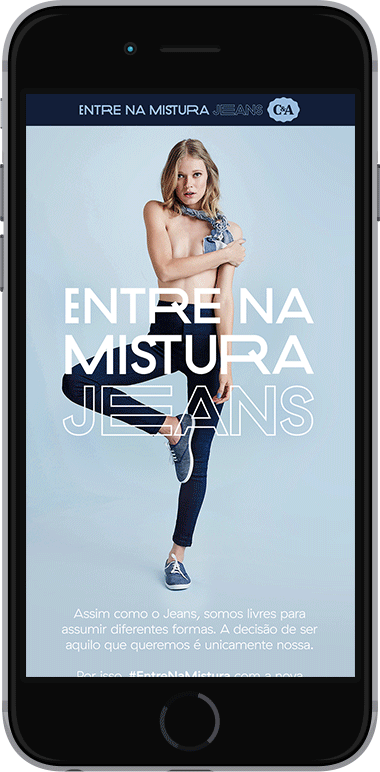 ENTRE NA MISTURA JEANS C&A
ENTRE NA
MISTURA
JEANS
Assim como o Jeans, somos livres para
assumir diferentes formas. A decisão de ser
aquilo que queremos é unicamente nossa.
Por isso, #EntreNaMistura com a nova